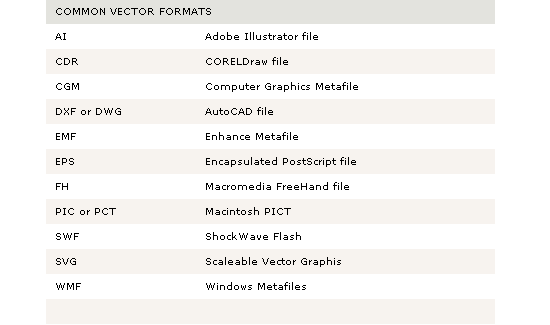 COMMON VECTOR FORMATS
AI Adobe Illustrator file
CDR CORELDraw file
CGM Computer Graphics Metafile
DXF or DWG AutoCAD file
EMF Enhance Metafile
EPS Encapsulated PostScript file
FH Macromedia FreeHand file
PIC or PCT Macintosh PICT
SWF ShockWave Flash
SVG Scaleable Vector Graphis
WMF Windows Metafiles